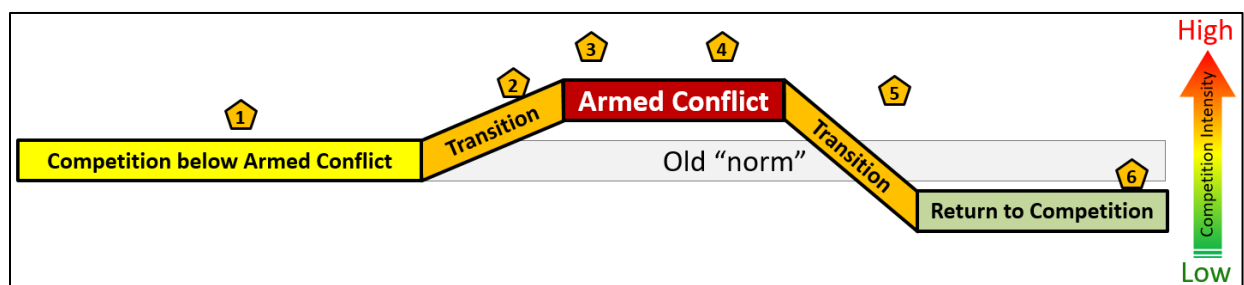 High
3
4
2
5
Armed Conflict
1
Transition
Transition
Competition below Armed Conflict
Old “norm”
6
Return to Competition
Competition Intensity
Low